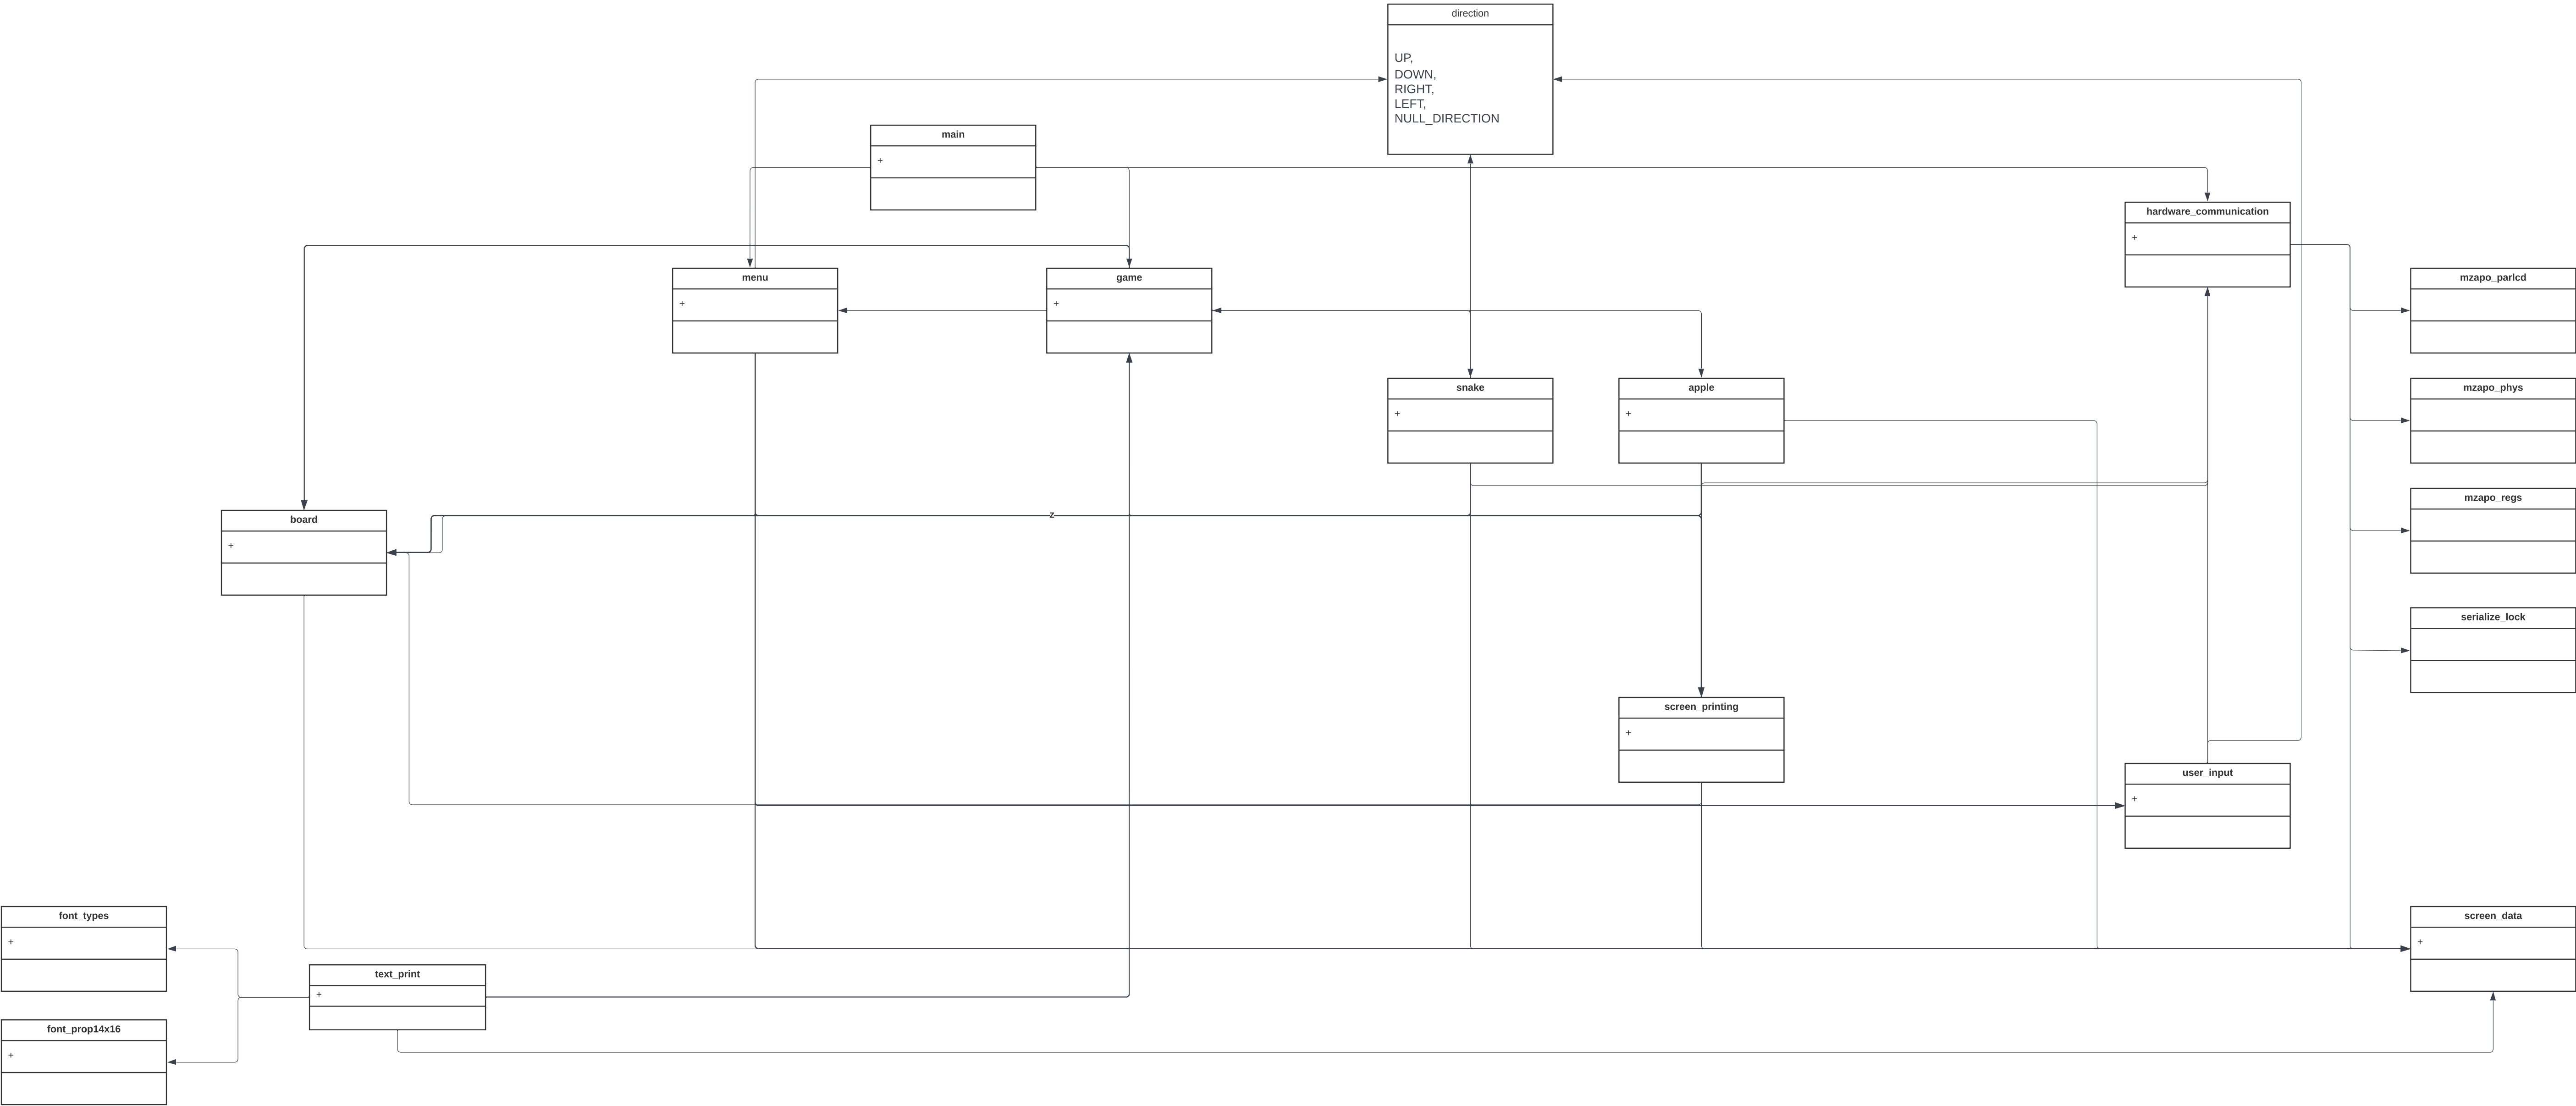 direction
UP,
DOWN,
RIGHT,
LEFT,
NULL_DIRECTION
main
+
hardware_communication
+
menu
+
game
+
mzapo_parlcd
snake
+
apple
+
mzapo_phys
mzapo_regs
board
+
z
serialize_lock
screen_printing
+
user_input
+
font_types
+
screen_data
+
text_print
+
font_prop14x16
+